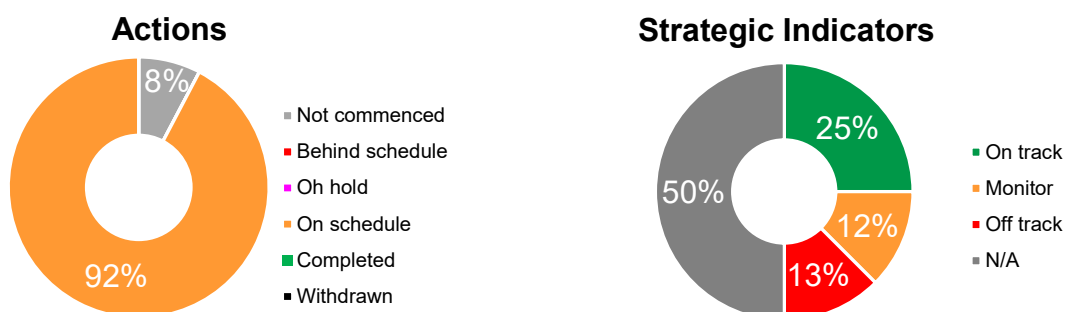 Actions
8%
92%
Not commenced
Behind schedule
Oh hold
On schedule
Completed
Withdrawn
Strategic Indicators
25%
50%
12%
13%
On track
Monitor
Off track
N/A